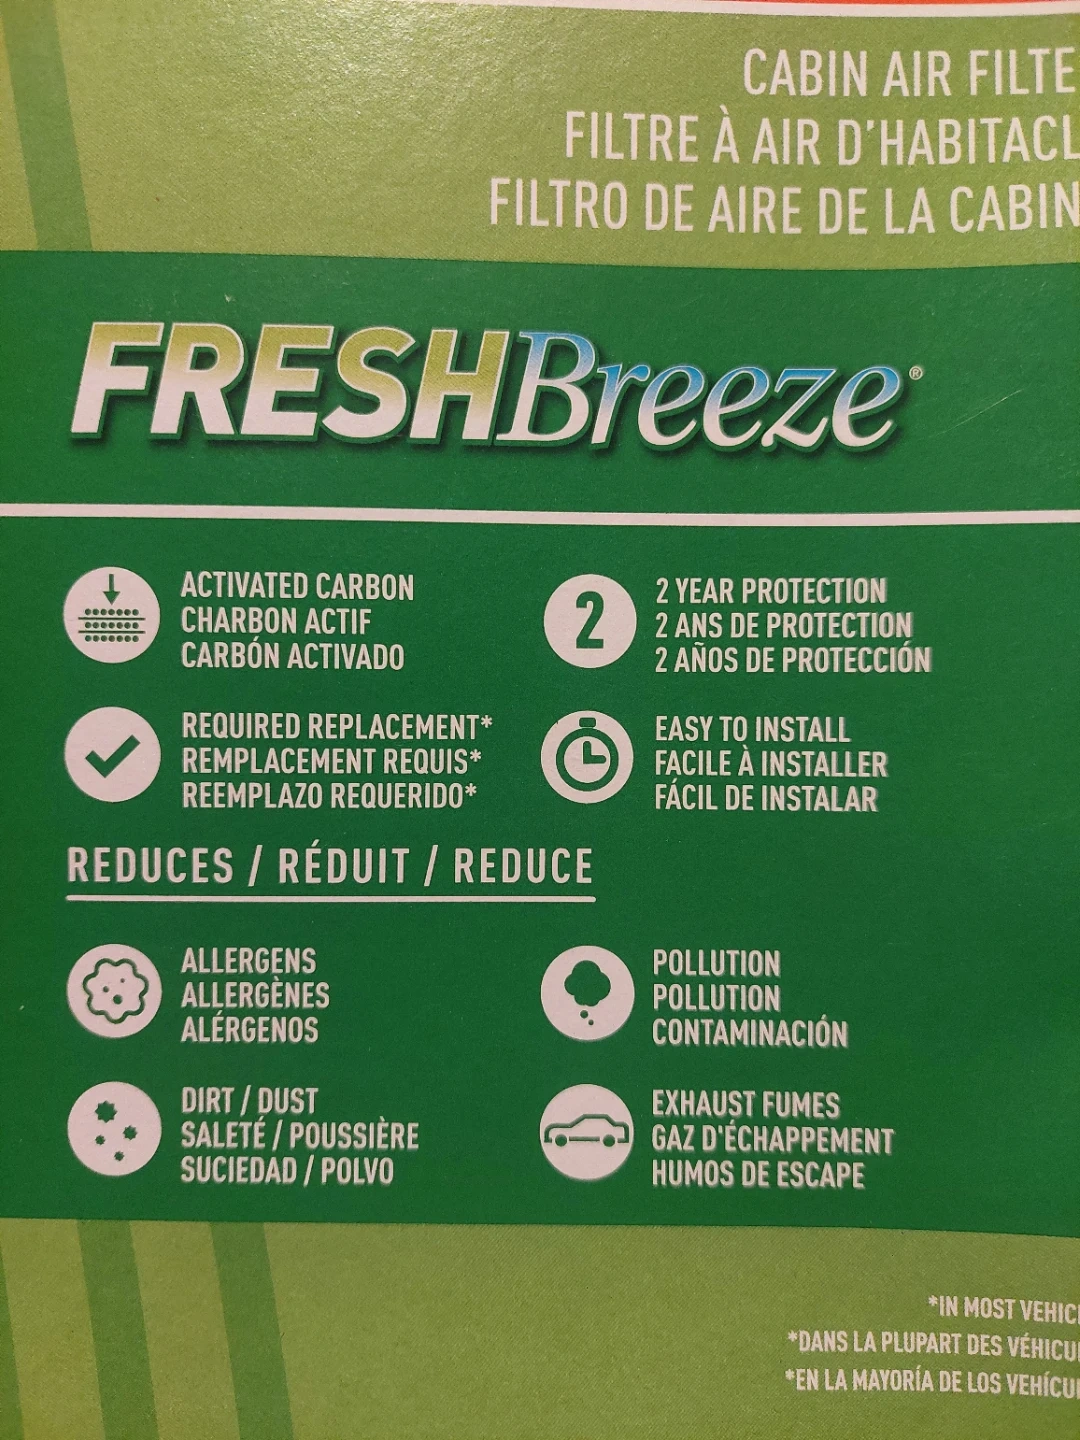 CABIN AIR FILTE
FILTRE À AIR D'HABITACL
FILTRO DE AIRE DE LA CABIN
FRESHBreeze®
ACTIVATED CARBON
CHARBON ACTIF
CARBÓN ACTIVADO
2
2 YEAR PROTECTION
2 ANS DE PROTECTION
2 AÑOS DE PROTECCIÓN
REQUIRED REPLACEMENT*
REMPLACEMENT REQUIS*
REEMPLAZO REQUERIDO*
EASY TO INSTALL
FACILE À INSTALLER
FÁCIL DE INSTALAR
REDUCES / RÉDUIT / REDUCE
ALLERGENS
ALLERGÈNES
ALÉRGENOS
POLLUTION
POLLUTION
CONTAMINACIÓN
DIRT / DUST
SALETÉ / POUSSIÈRE
SUCIEDAD / POLVO
EXHAUST FUMES
GAZ D'ÉCHAPPEMENT
HUMOS DE ESCAPE
*IN MOST VEHIC
*DANS LA PLUPART DES VÉHICU
*EN LA MAYORÍA DE LOS VEHÍCU